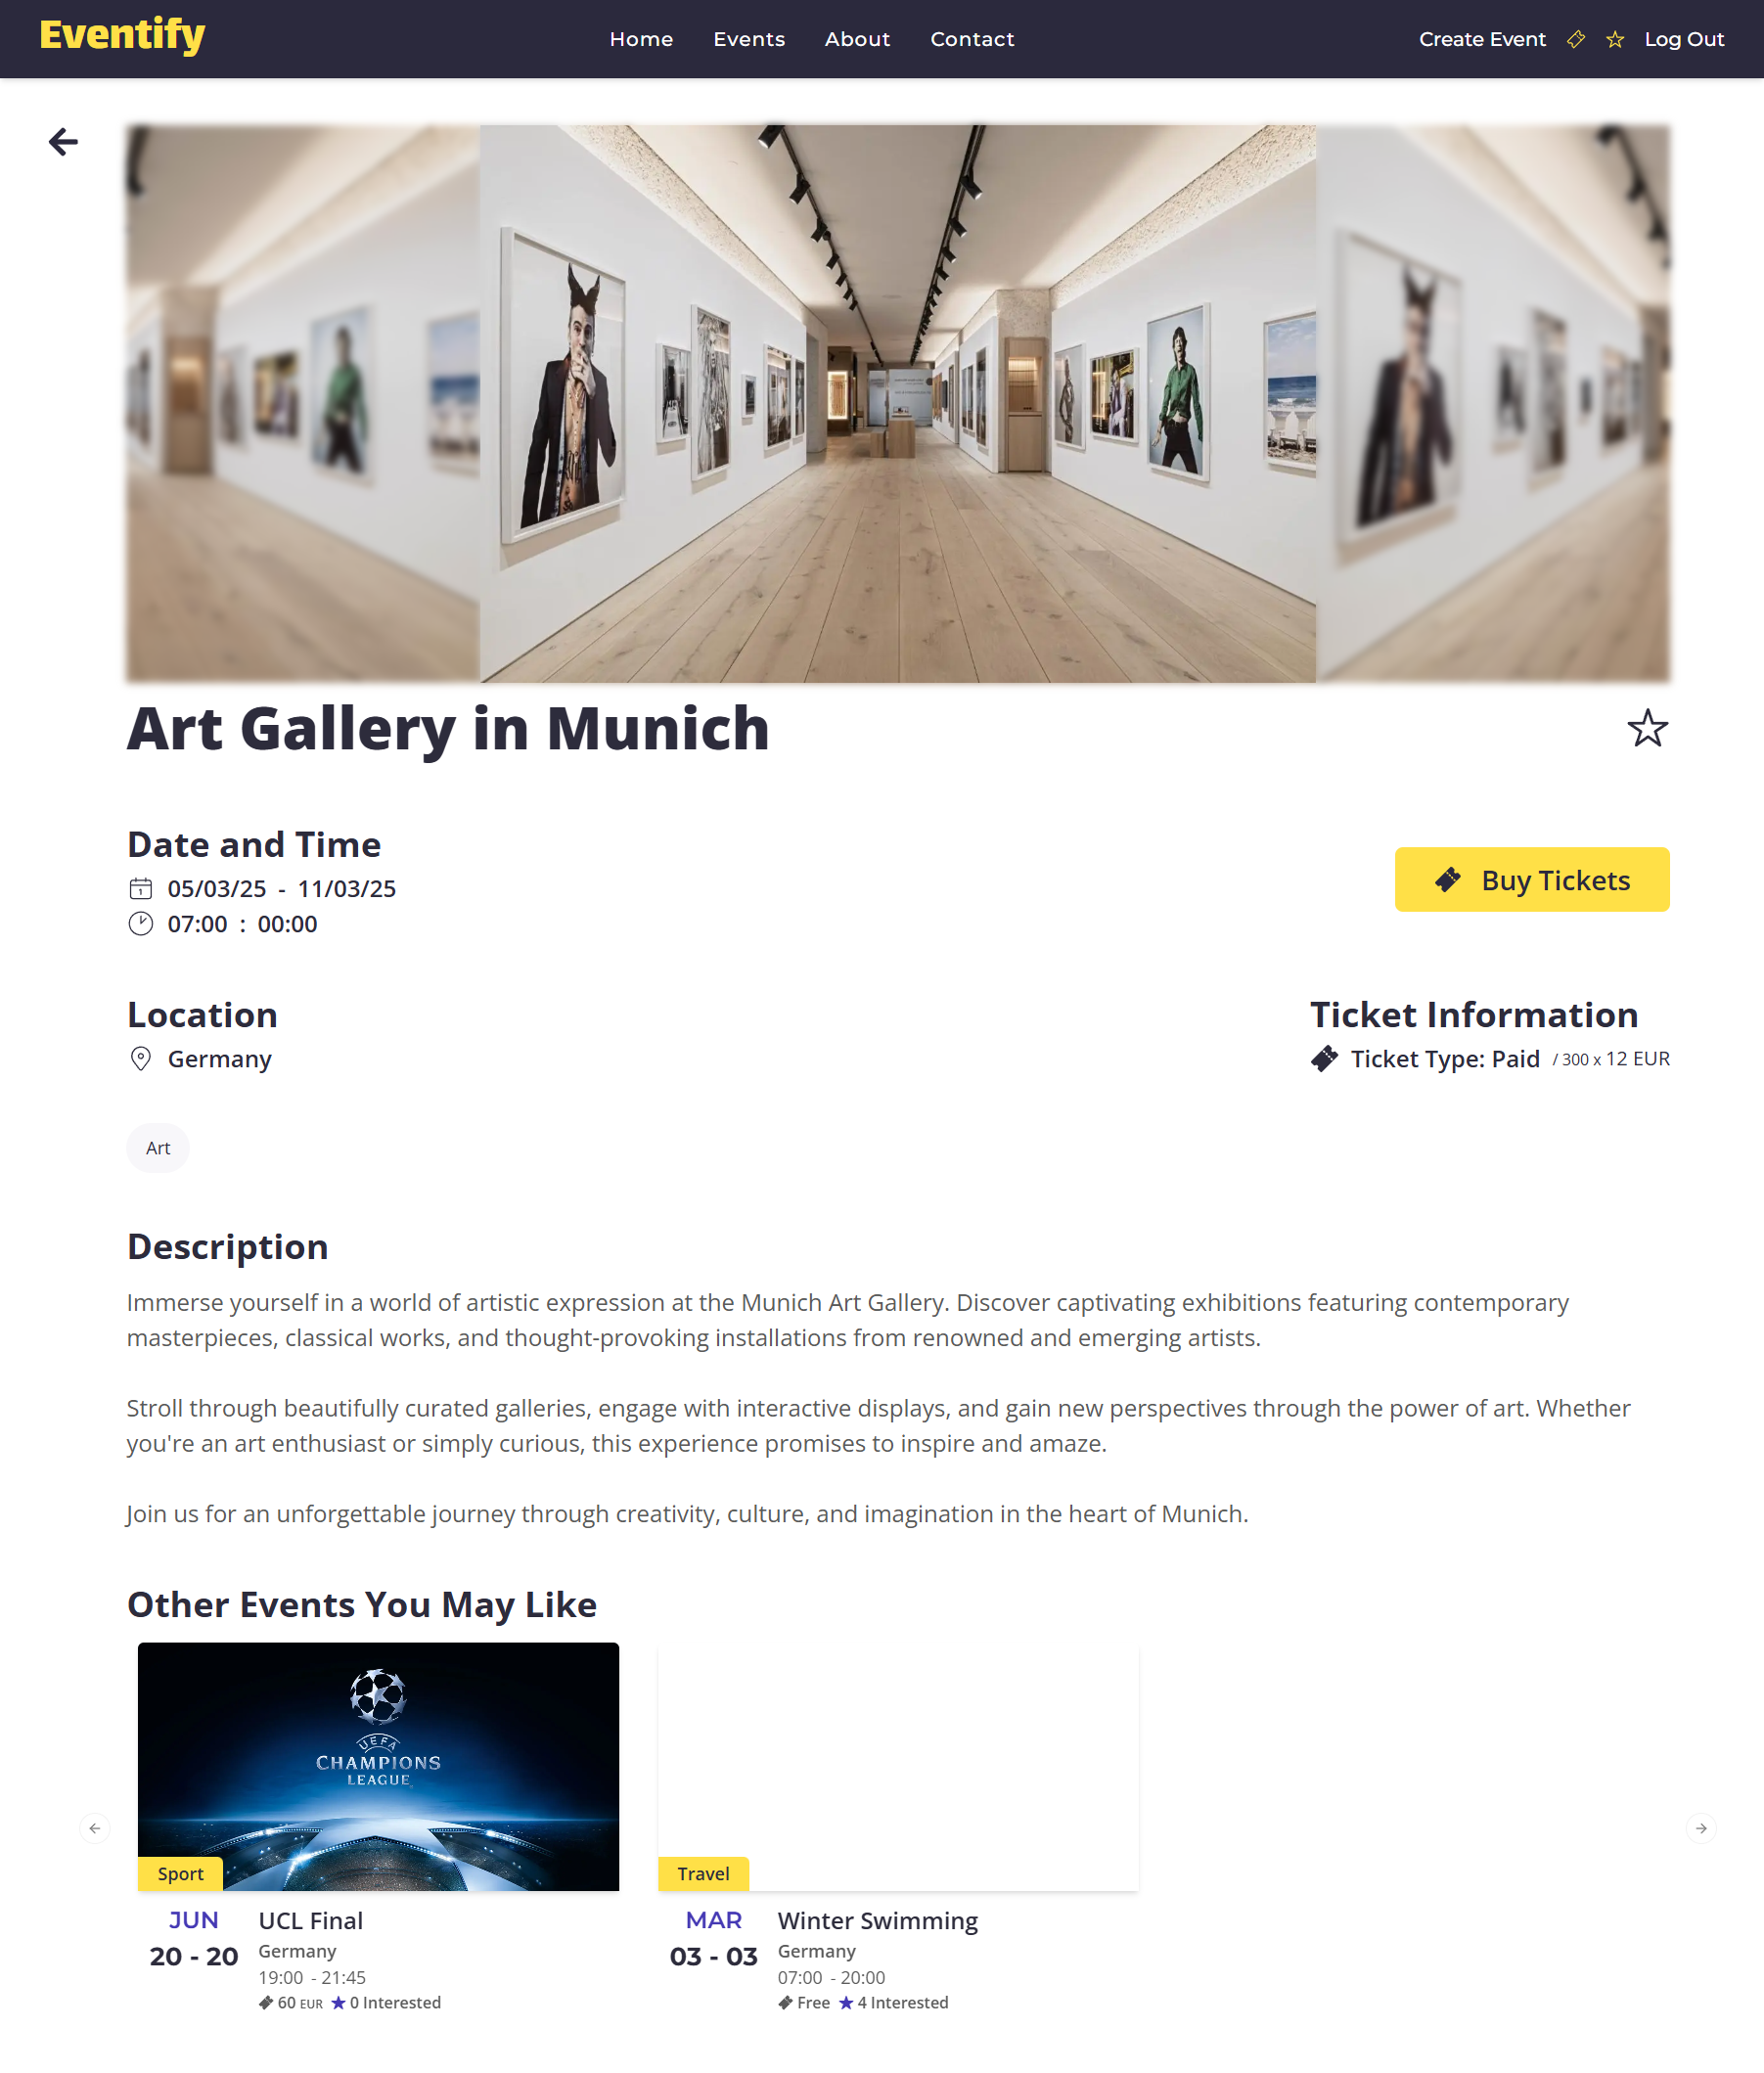 Eventify
Home Events About Contact
Create Event Log Out
Art Gallery in Munich
Date and Time
05/03/25 - 11/03/25
07:00 : 00:00
Buy Tickets
Location
Germany
Ticket Information
Ticket Type: Paid / 300 x 12 EUR
Art
Description
Immerse yourself in a world of artistic expression at the Munich Art Gallery. Discover captivating exhibitions featuring contemporary
masterpieces, classical works, and thought-provoking installations from renowned and emerging artists.
Stroll through beautifully curated galleries, engage with interactive displays, and gain new perspectives through the power of art. Whether
you're an art enthusiast or simply curious, this experience promises to inspire and amaze.
Join us for an unforgettable journey through creativity, culture, and imagination in the heart of Munich.
Other Events You May Like
UEFA
CHAMPIONS
LEAGUE
Sport
JUN
20 - 20
UCL Final
Germany
19:00 - 21:45
60 EUR 0 Interested
Travel
MAR
03 - 03
Winter Swimming
Germany
07:00 - 20:00
Free 4 Interested